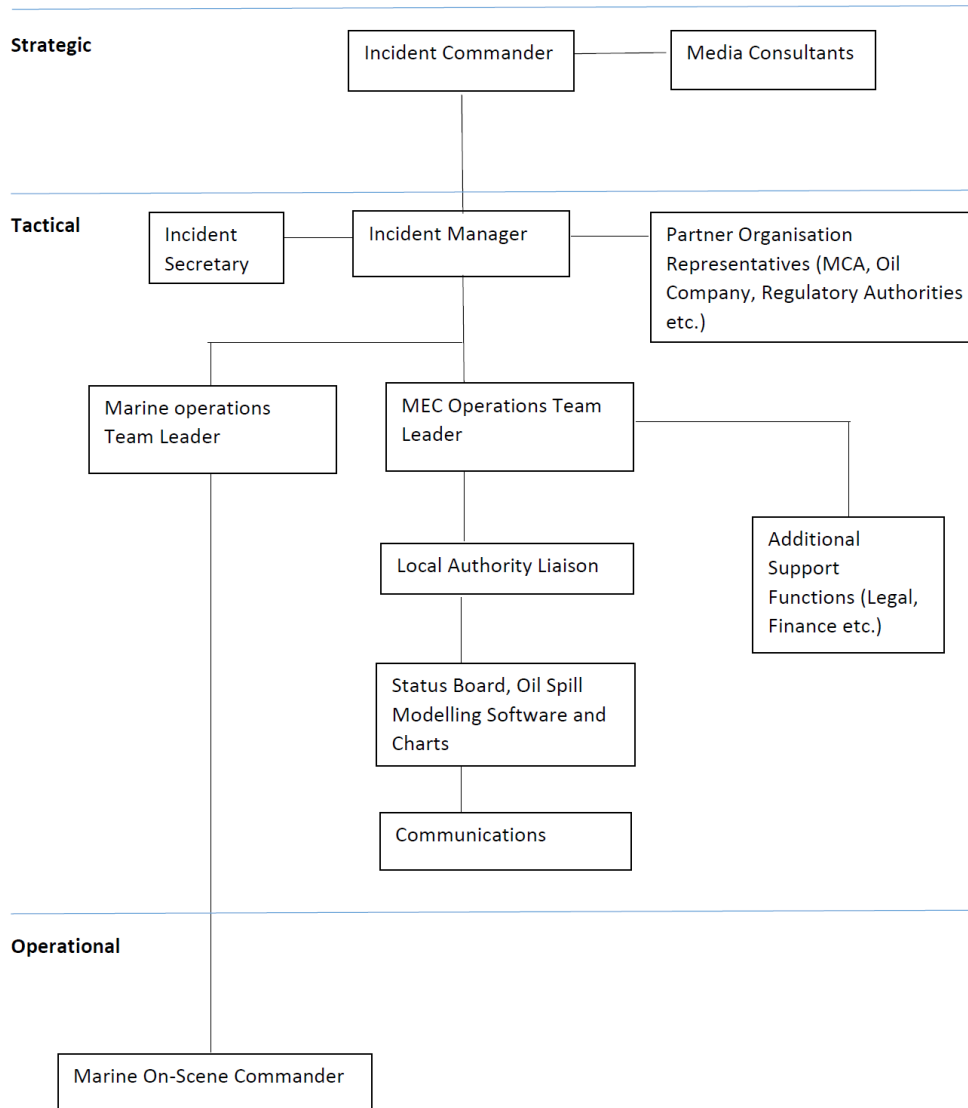 Strategic
Incident Commander
Media Consultants
Tactical
Incident
Secretary
Incident Manager
Partner Organisation
Representatives (MCA, Oil
Company, Regulatory Authorities
etc.)
Marine operations
Team Leader
MEC Operations Team
Leader
Local Authority Liaison
Additional
Support
Functions (Legal,
Finance etc.)
Status Board, Oil Spill
Modelling Software and
Charts
Communications
Operational
Marine On-Scene Commander